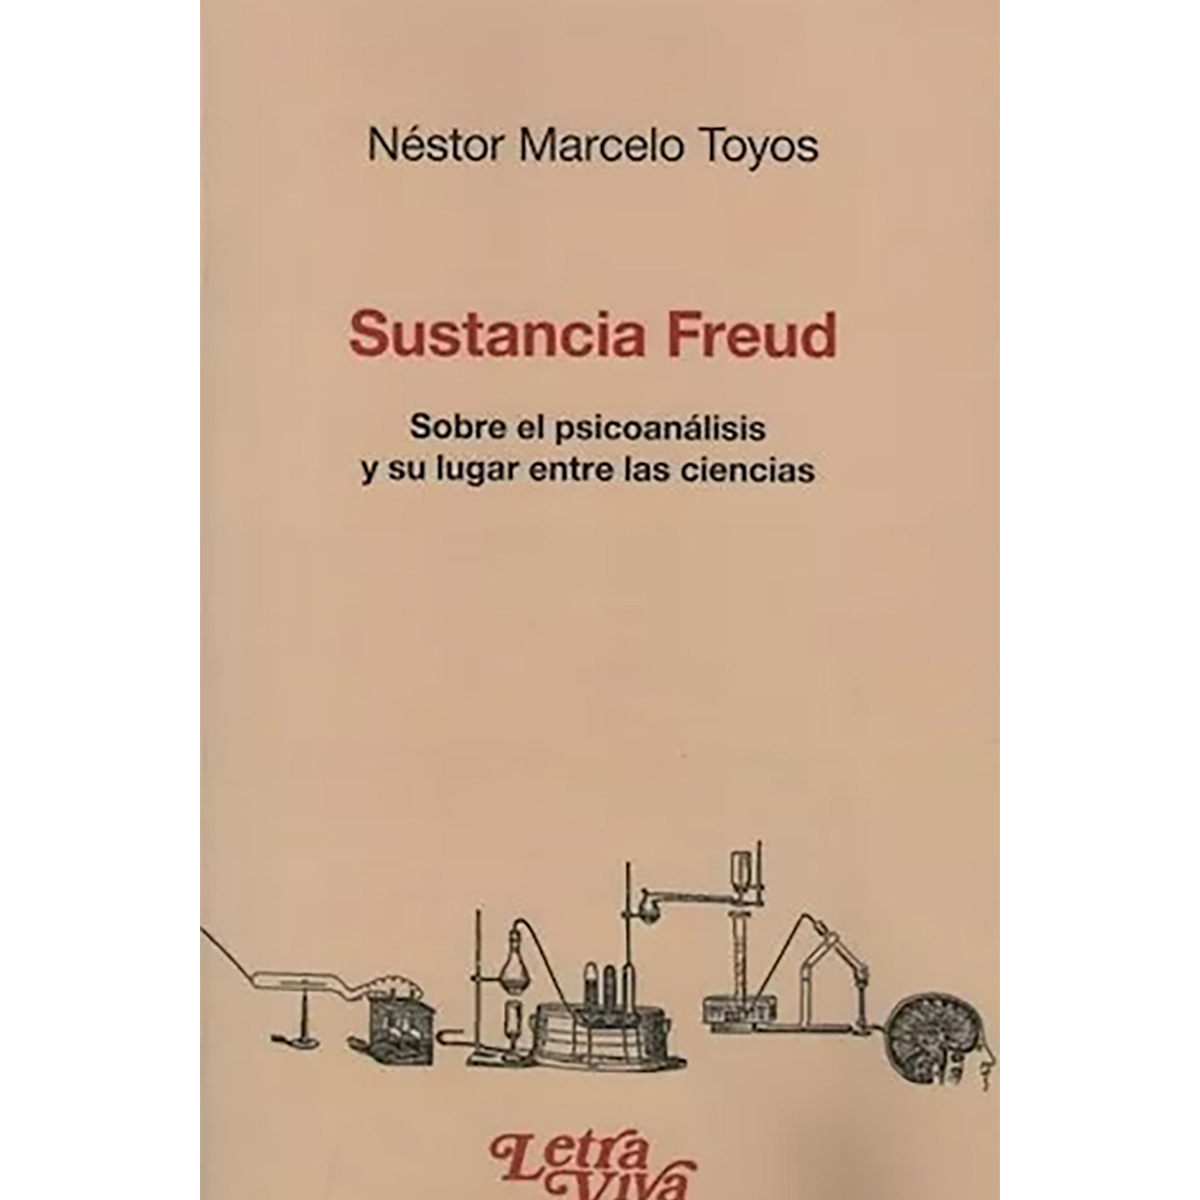 Néstor Marcelo Toyos
Sustancia Freud
Sobre el psicoanálisis
y su lugar entre las ciencias
Letra
Viva